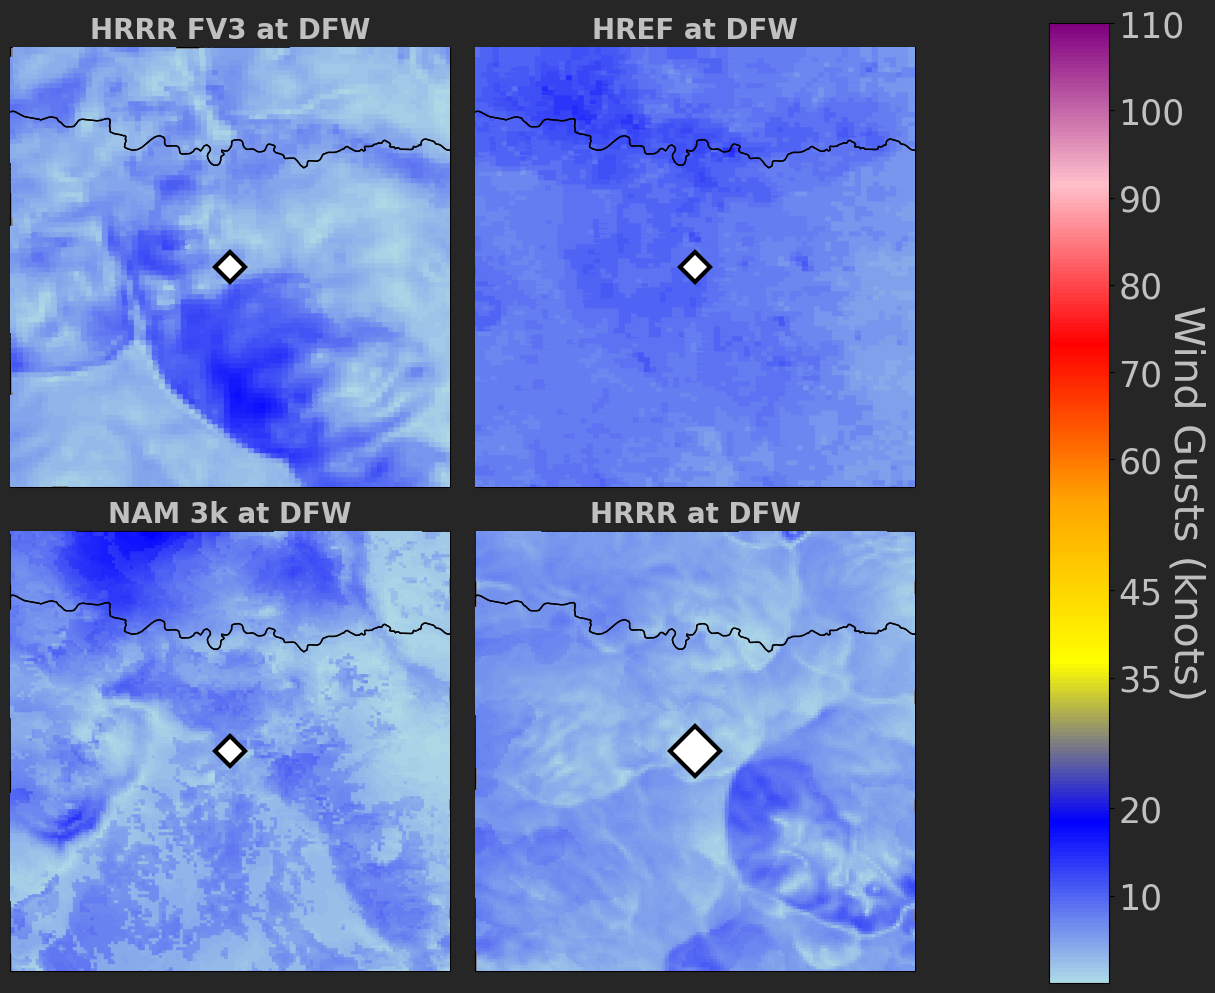 HRRR FV3 at DFW
HREF at DFW
NAM 3k at DFW
HRRR at DFW
110
100
90
80
70
60
45
35
20
10
Wind Gusts (knots)